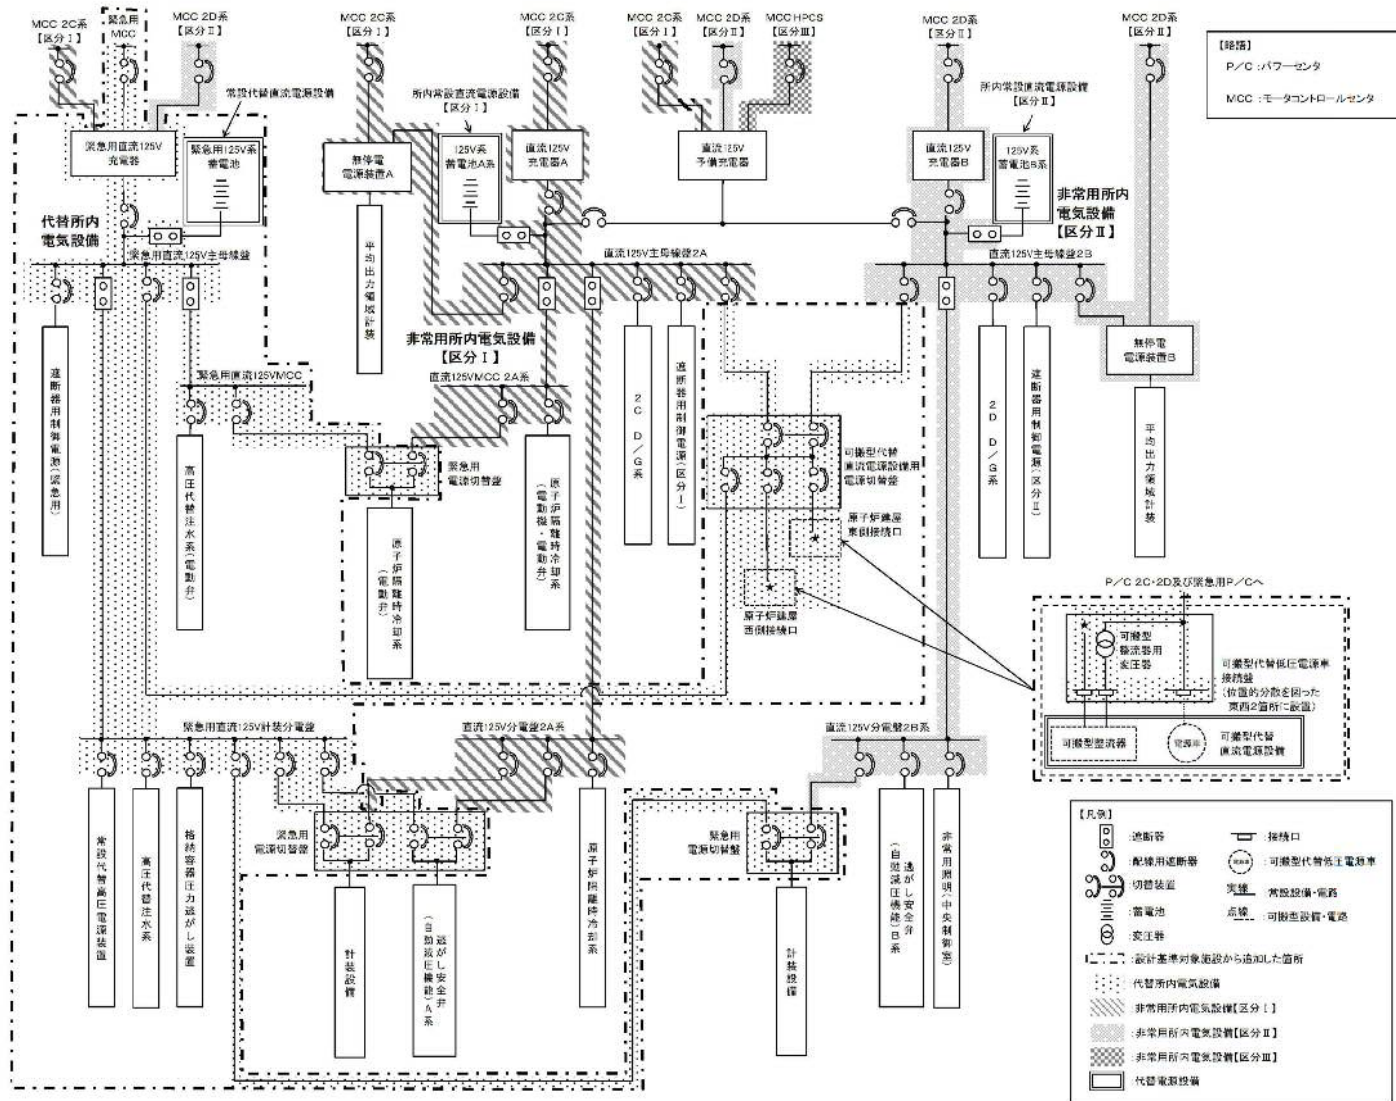 MCC 2C系
【区分Ⅰ】
緊急用
MCC
MCC 2D系
【区分Ⅱ】
MCC 2C系
【区分Ⅰ】
MCC 2C系
【区分Ⅰ】
MCC 2C系
【区分Ⅰ】
MCC 2D系
【区分Ⅱ】
MCC HPCS
【区分Ⅲ】
MCC 2D系
【区分Ⅱ】
MCC 2D系
【区分Ⅱ】
【略語】
P/C :パワーセンタ
MCC :モータコントロールセンタ
常設代替直流電源設備
所内常設直流電源設備
【区分Ⅰ】
所内常設直流電源設備
【区分Ⅱ】
緊急用直流125V
充電器
緊急用125V系
蓄電池
無停電
電源装置A
125V系
蓄電池A系
直流125V
充電器A
直流125V
予備充電器
直流125V
充電器B
125V系
蓄電池B系
代替所内
電気設備
非常用所内
電気設備
【区分Ⅱ】
緊急用直流125V主母線盤
直流125V主母線盤2A
直流125V主母線盤2B
平均出力領域計装
非常用所内電気設備
【区分Ⅰ】
無停電
電源装置B
遮断器用制御電源(緊急用)
緊急用直流125VMCC
直流125VMCC 2A系
2C D/G系
遮断器用制御電源(区分Ⅰ)
2D D/G系
遮断器用制御電源(区分Ⅱ)
平均出力領域計装
高圧代替注水系(電動弁)
緊急用
電源切替盤
原子炉隔離時冷却系
(電動弁)
原子炉隔離時冷却系
(電動機・電動弁)
可搬型代替
直流電源設備用
電源切替盤
原子炉建屋
東側接続口
原子炉建屋
西側接続口
P/C 2C・2D及び緊急用P/Cへ
可搬型
整流器用
変圧器
可搬型代替低圧電源車
接続盤
(位置的分散を図った
東西2箇所に設置)
可搬型整流器
電源車
可搬型代替
直流電源設備
緊急用直流125V計装分電盤
直流125V分電盤2A系
直流125V分電盤2B系
常設代替高圧電源装置
高圧代替注水系
格納容器圧力逃がし装置
緊急用
電源切替盤
計装設備
逃がし安全弁
(自動減圧機能)A系
原子炉隔離時冷却系
緊急用
電源切替盤
計装設備
逃がし安全弁
(自動減圧機能)B系
非常用照明(中央制御室)
【凡例】
:遮断器
:接続口
:配線用遮断器
電源車
:可搬型代替低圧電源車
:切替装置
実線
:常設設備・電路
:蓄電池
点線
:可搬型設備・電路
:変圧器
:設計基準対象施設から追加した箇所
:代替所内電気設備
:非常用所内電気設備【区分Ⅰ】
:非常用所内電気設備【区分Ⅱ】
:非常用所内電気設備【区分Ⅲ】
:代替電源設備